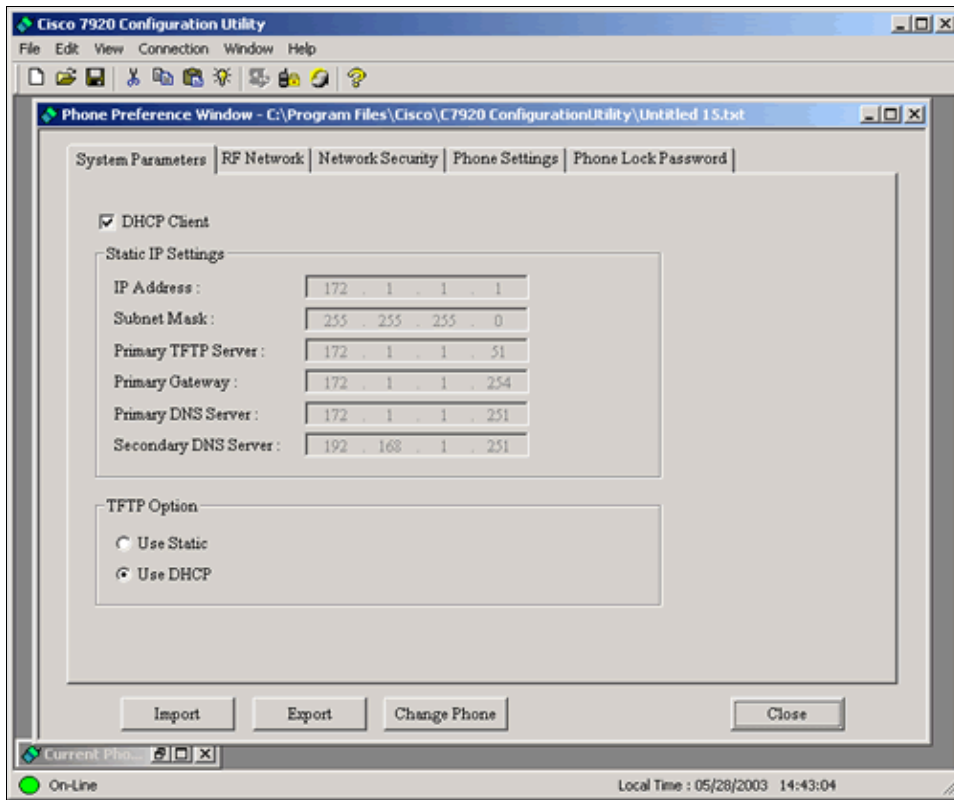 Cisco 7920 Configuration Utility
File Edit View Connection Window Help
Phone Preference Window - C:\Program Files\Cisco\C7920 ConfigurationUtility\Untitled 15.txt
System Parameters RF Network Network Security Phone Settings Phone Lock Password
DHCP Client
Static IP Settings
IP Address : 172 . 1 . 1 . 1
Subnet Mask : 255 . 255 . 255 . 0
Primary TFTP Server : 172 . 1 . 1 . 51
Primary Gateway : 172 . 1 . 1 . 254
Primary DNS Server : 172 . 1 . 1 . 251
Secondary DNS Server : 192 . 168 . 1 . 251
TFTP Option
Use Static
Use DHCP
Import Export Change Phone Close
Current Pho...
On-Line Local Time : 05/28/2003 14:43:04